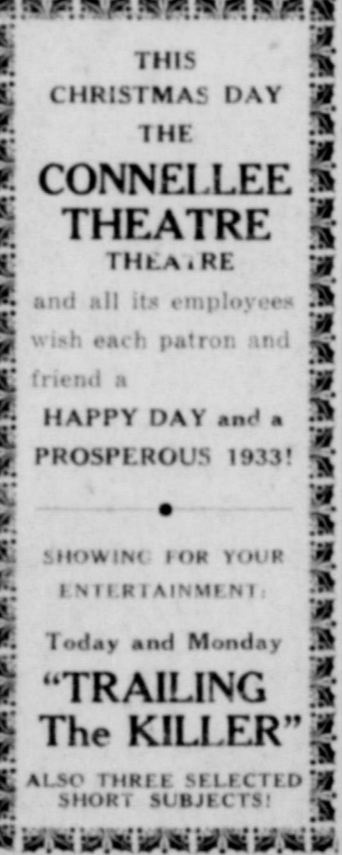 THIS
CHRISTMAS DAY
THE
CONNELLEE
THEATRE
THEATRE
and all its employees
wish each patron and
friend a
HAPPY DAY and a
PROSPEROUS 1933!
SHOWING FOR YOUR
ENTERTAINMENT:
Today and Monday
"TRAILING
The KILLER"
ALSO THREE SELECTED
SHORT SUBJECTS!